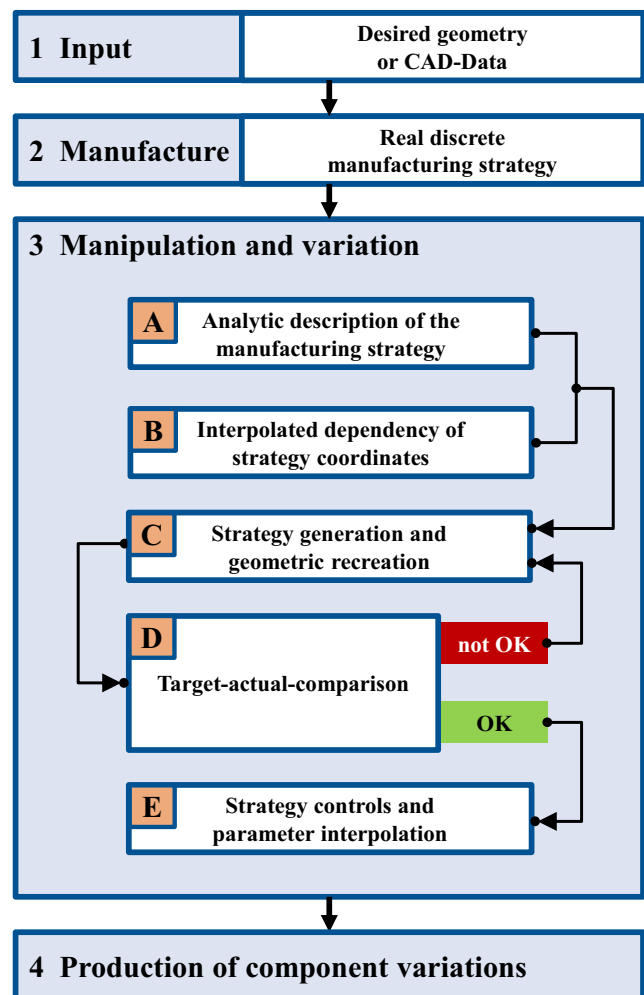 1 Input
Desired geometry
or CAD-Data
2 Manufacture
Real discrete
manufacturing strategy
3 Manipulation and variation
A
Analytic description of the
manufacturing strategy
B
Interpolated dependency of
strategy coordinates
C
Strategy generation and
geometric recreation
D
Target-actual-comparison
not OK
OK
E
Strategy controls and
parameter interpolation
4 Production of component variations